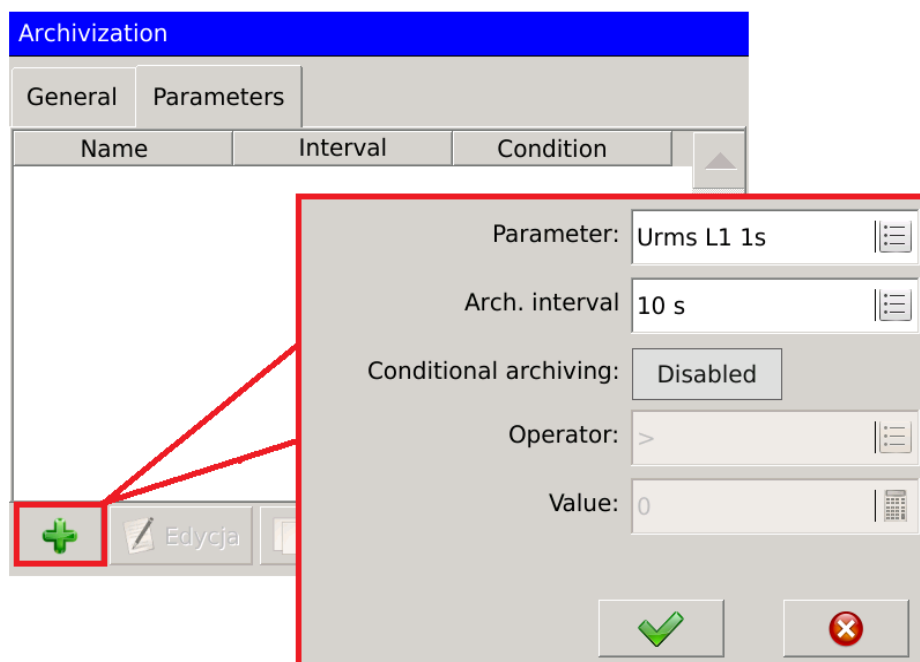 Archivization
General Parameters
Name Interval Condition
Parameter: Urms L1 1s
Arch. interval 10 s
Conditional archiving: Disabled
Operator: >
Value: 0
Edycja